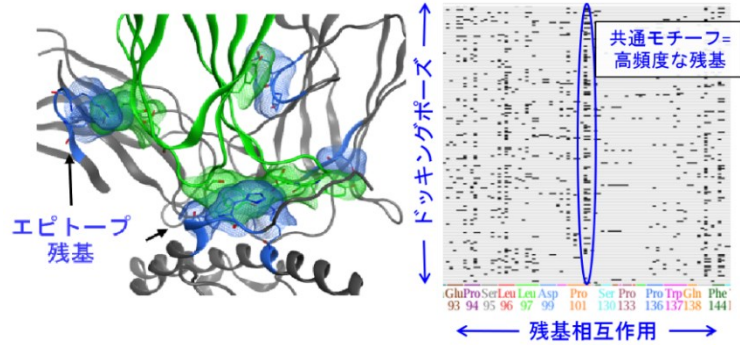 エピトープ
残基
ドッキングポーズ
共通モチーフ=
高頻度な残基
Glu Pro Ser Leu Leu Asp Pro Ser Pro Pro Trp Gln Phe
93 94 95 96 97 99 101 130 133 136 137 138 144
残基相互作用